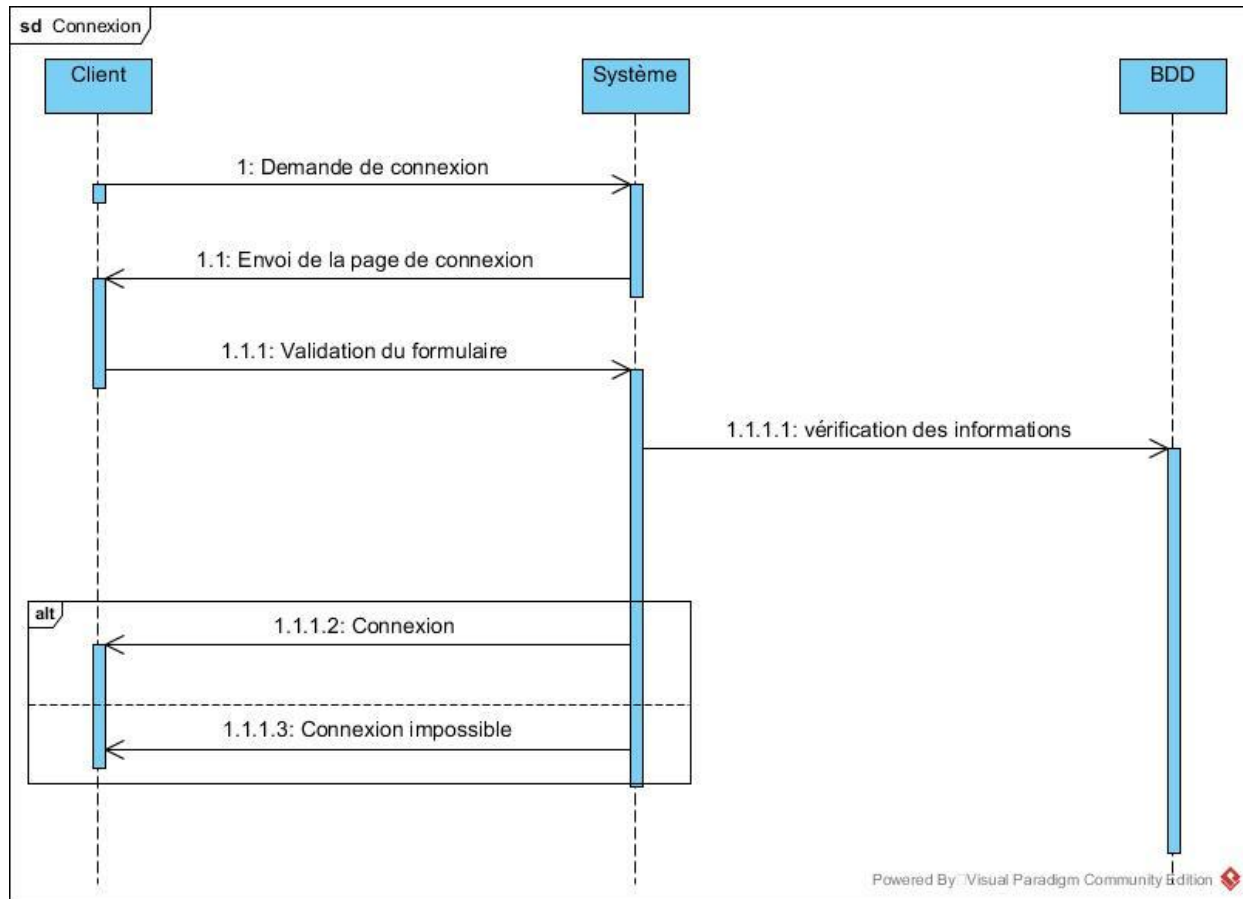 sd Connexion
Client
Système
BDD
1: Demande de connexion
1.1: Envoi de la page de connexion
1.1.1: Validation du formulaire
1.1.1.1: vérification des informations
alt
1.1.1.2: Connexion
1.1.1.3: Connexion impossible
Powered By Visual Paradigm Community Edition